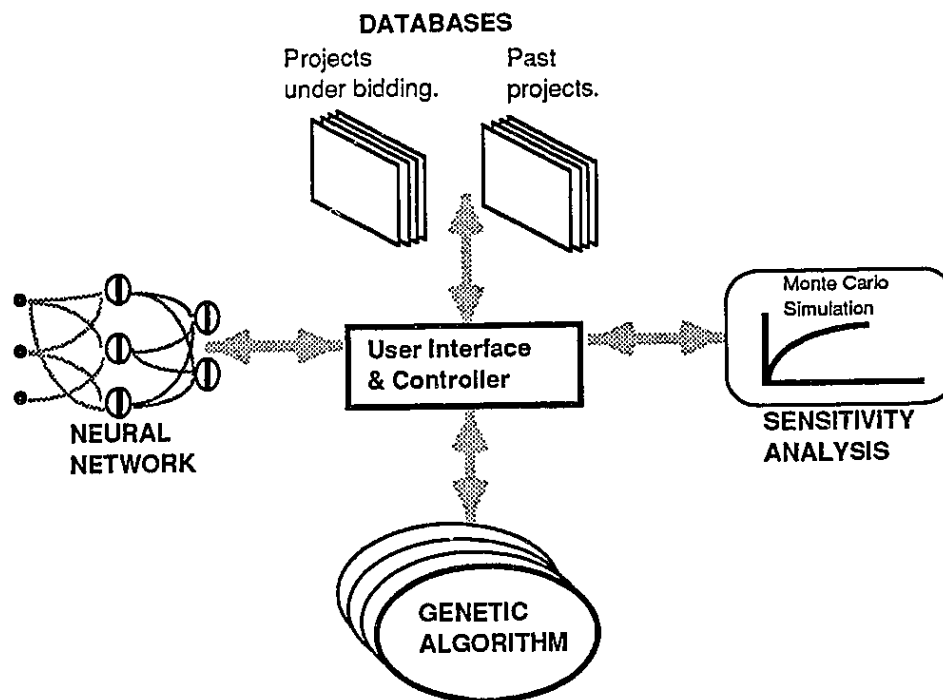 DATABASES
Projects
under bidding.
Past
projects.
Monte Carlo
Simulation
User Interface
& Controller
NEURAL
NETWORK
SENSITIVITY
ANALYSIS
GENETIC
ALGORITHM